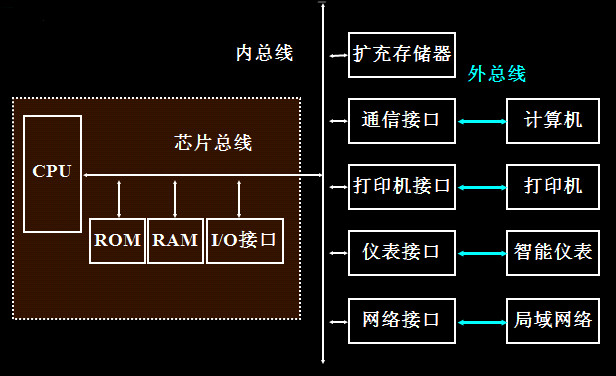 内总线
扩充存储器
外总线
通信接口
计算机
芯片总线
CPU
打印机接口
打印机
ROM
RAM
I/O接口
仪表接口
智能仪表
网络接口
局域网络